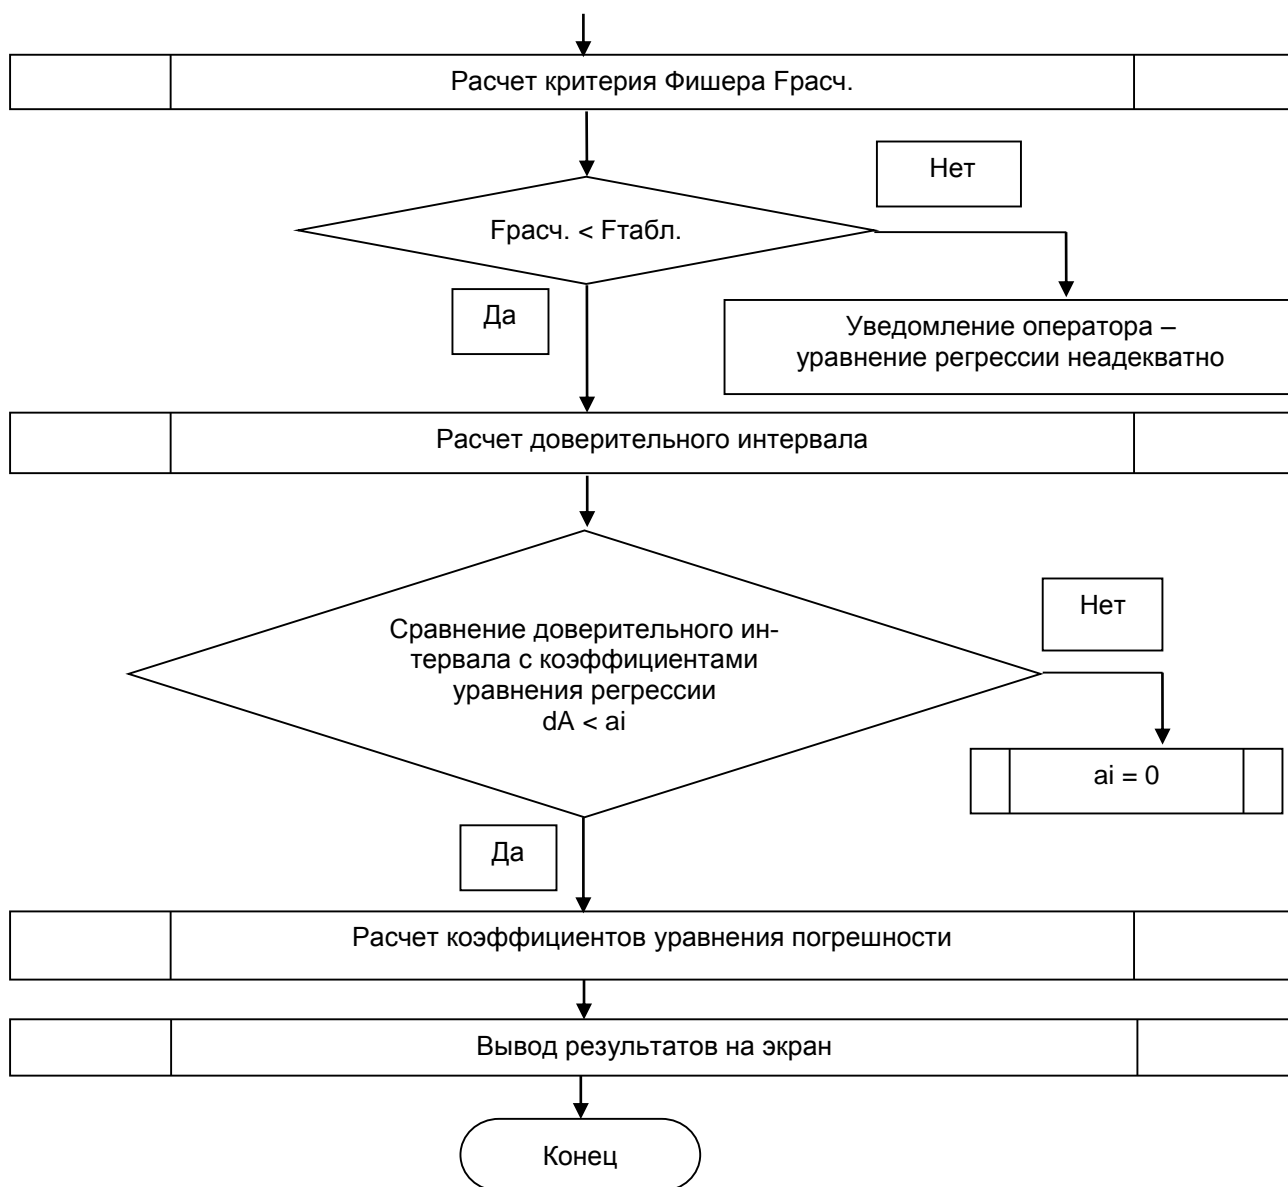 Расчет критерия Фишера Fрасч.
Нет
Fрасч. < Fтабл.
Да
Уведомление оператора –
уравнение регрессии неадекватно
Расчет доверительного интервала
Нет
Сравнение доверительного ин-
тервала с коэффициентами
уравнения регрессии
dA < ai
ai = 0
Да
Расчет коэффициентов уравнения погрешности
Вывод результатов на экран
Конец